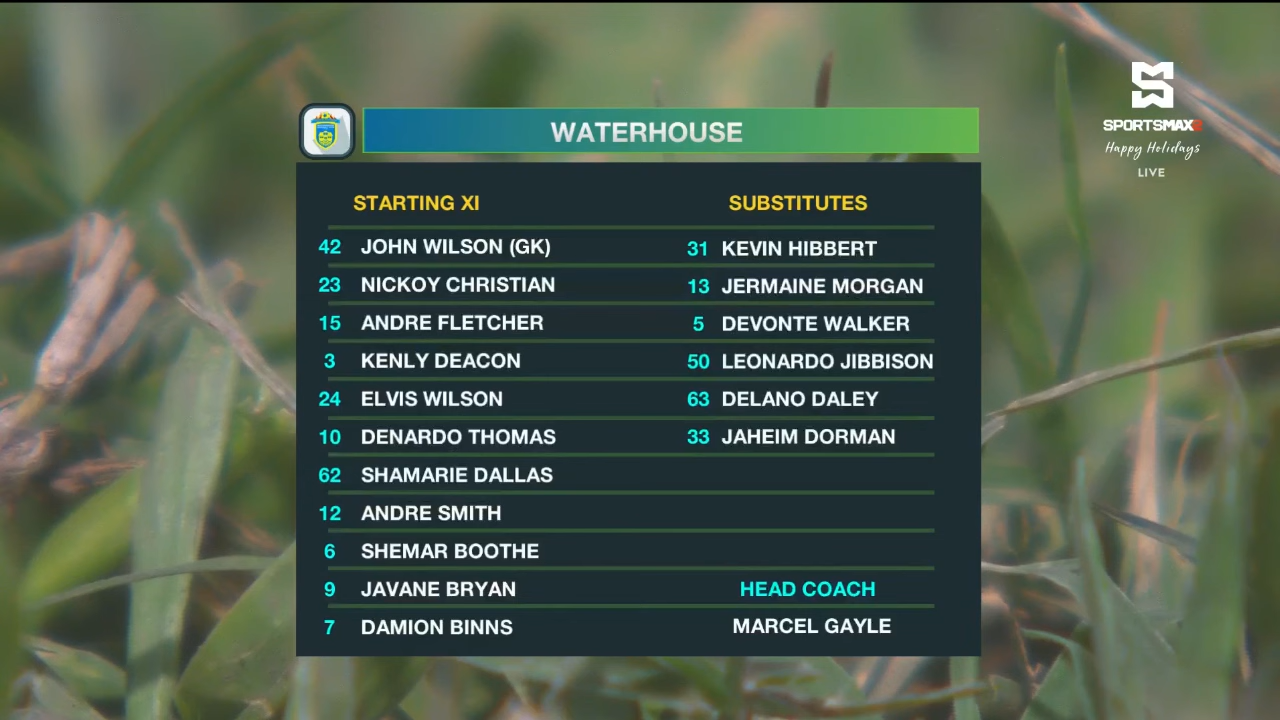 WATERHOUSE
SPORTSMAX2
Happy Holidays
LIVE
STARTING XI
42 JOHN WILSON (GK)
23 NICKOY CHRISTIAN
15 ANDRE FLETCHER
3 KENLY DEACON
24 ELVIS WILSON
10 DENARDO THOMAS
62 SHAMARIE DALLAS
12 ANDRE SMITH
6 SHEMAR BOOTHE
9 JAVANE BRYAN
7 DAMION BINNS
SUBSTITUTES
31 KEVIN HIBBERT
13 JERMAINE MORGAN
5 DEVONTE WALKER
50 LEONARDO JIBBISON
63 DELANO DALEY
33 JAHEIM DORMAN
HEAD COACH
MARCEL GAYLE